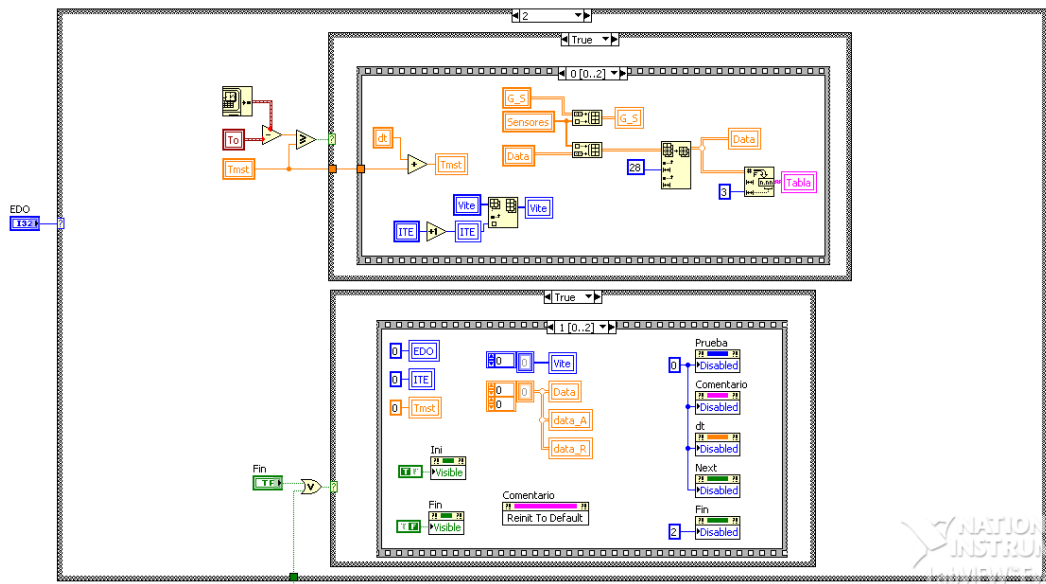 2
True
0 [0..2]
G_S
Sensores
G_S
To
dt
Data
Data
Tmst
Tmst
28
3
Tabla
Vite
Vite
ITE
+1
ITE
EDO
I32
True
1 [0..2]
0
EDO
0
0
Vite
0
Prueba
Disabled
0
ITE
0
0
0
Data
Comentario
Disabled
0
Tmst
data_A
dt
Disabled
data_R
Ini
Visible
Next
Disabled
Fin
TF
Fin
Visible
Comentario
Reinit To Default
Fin
2
Disabled